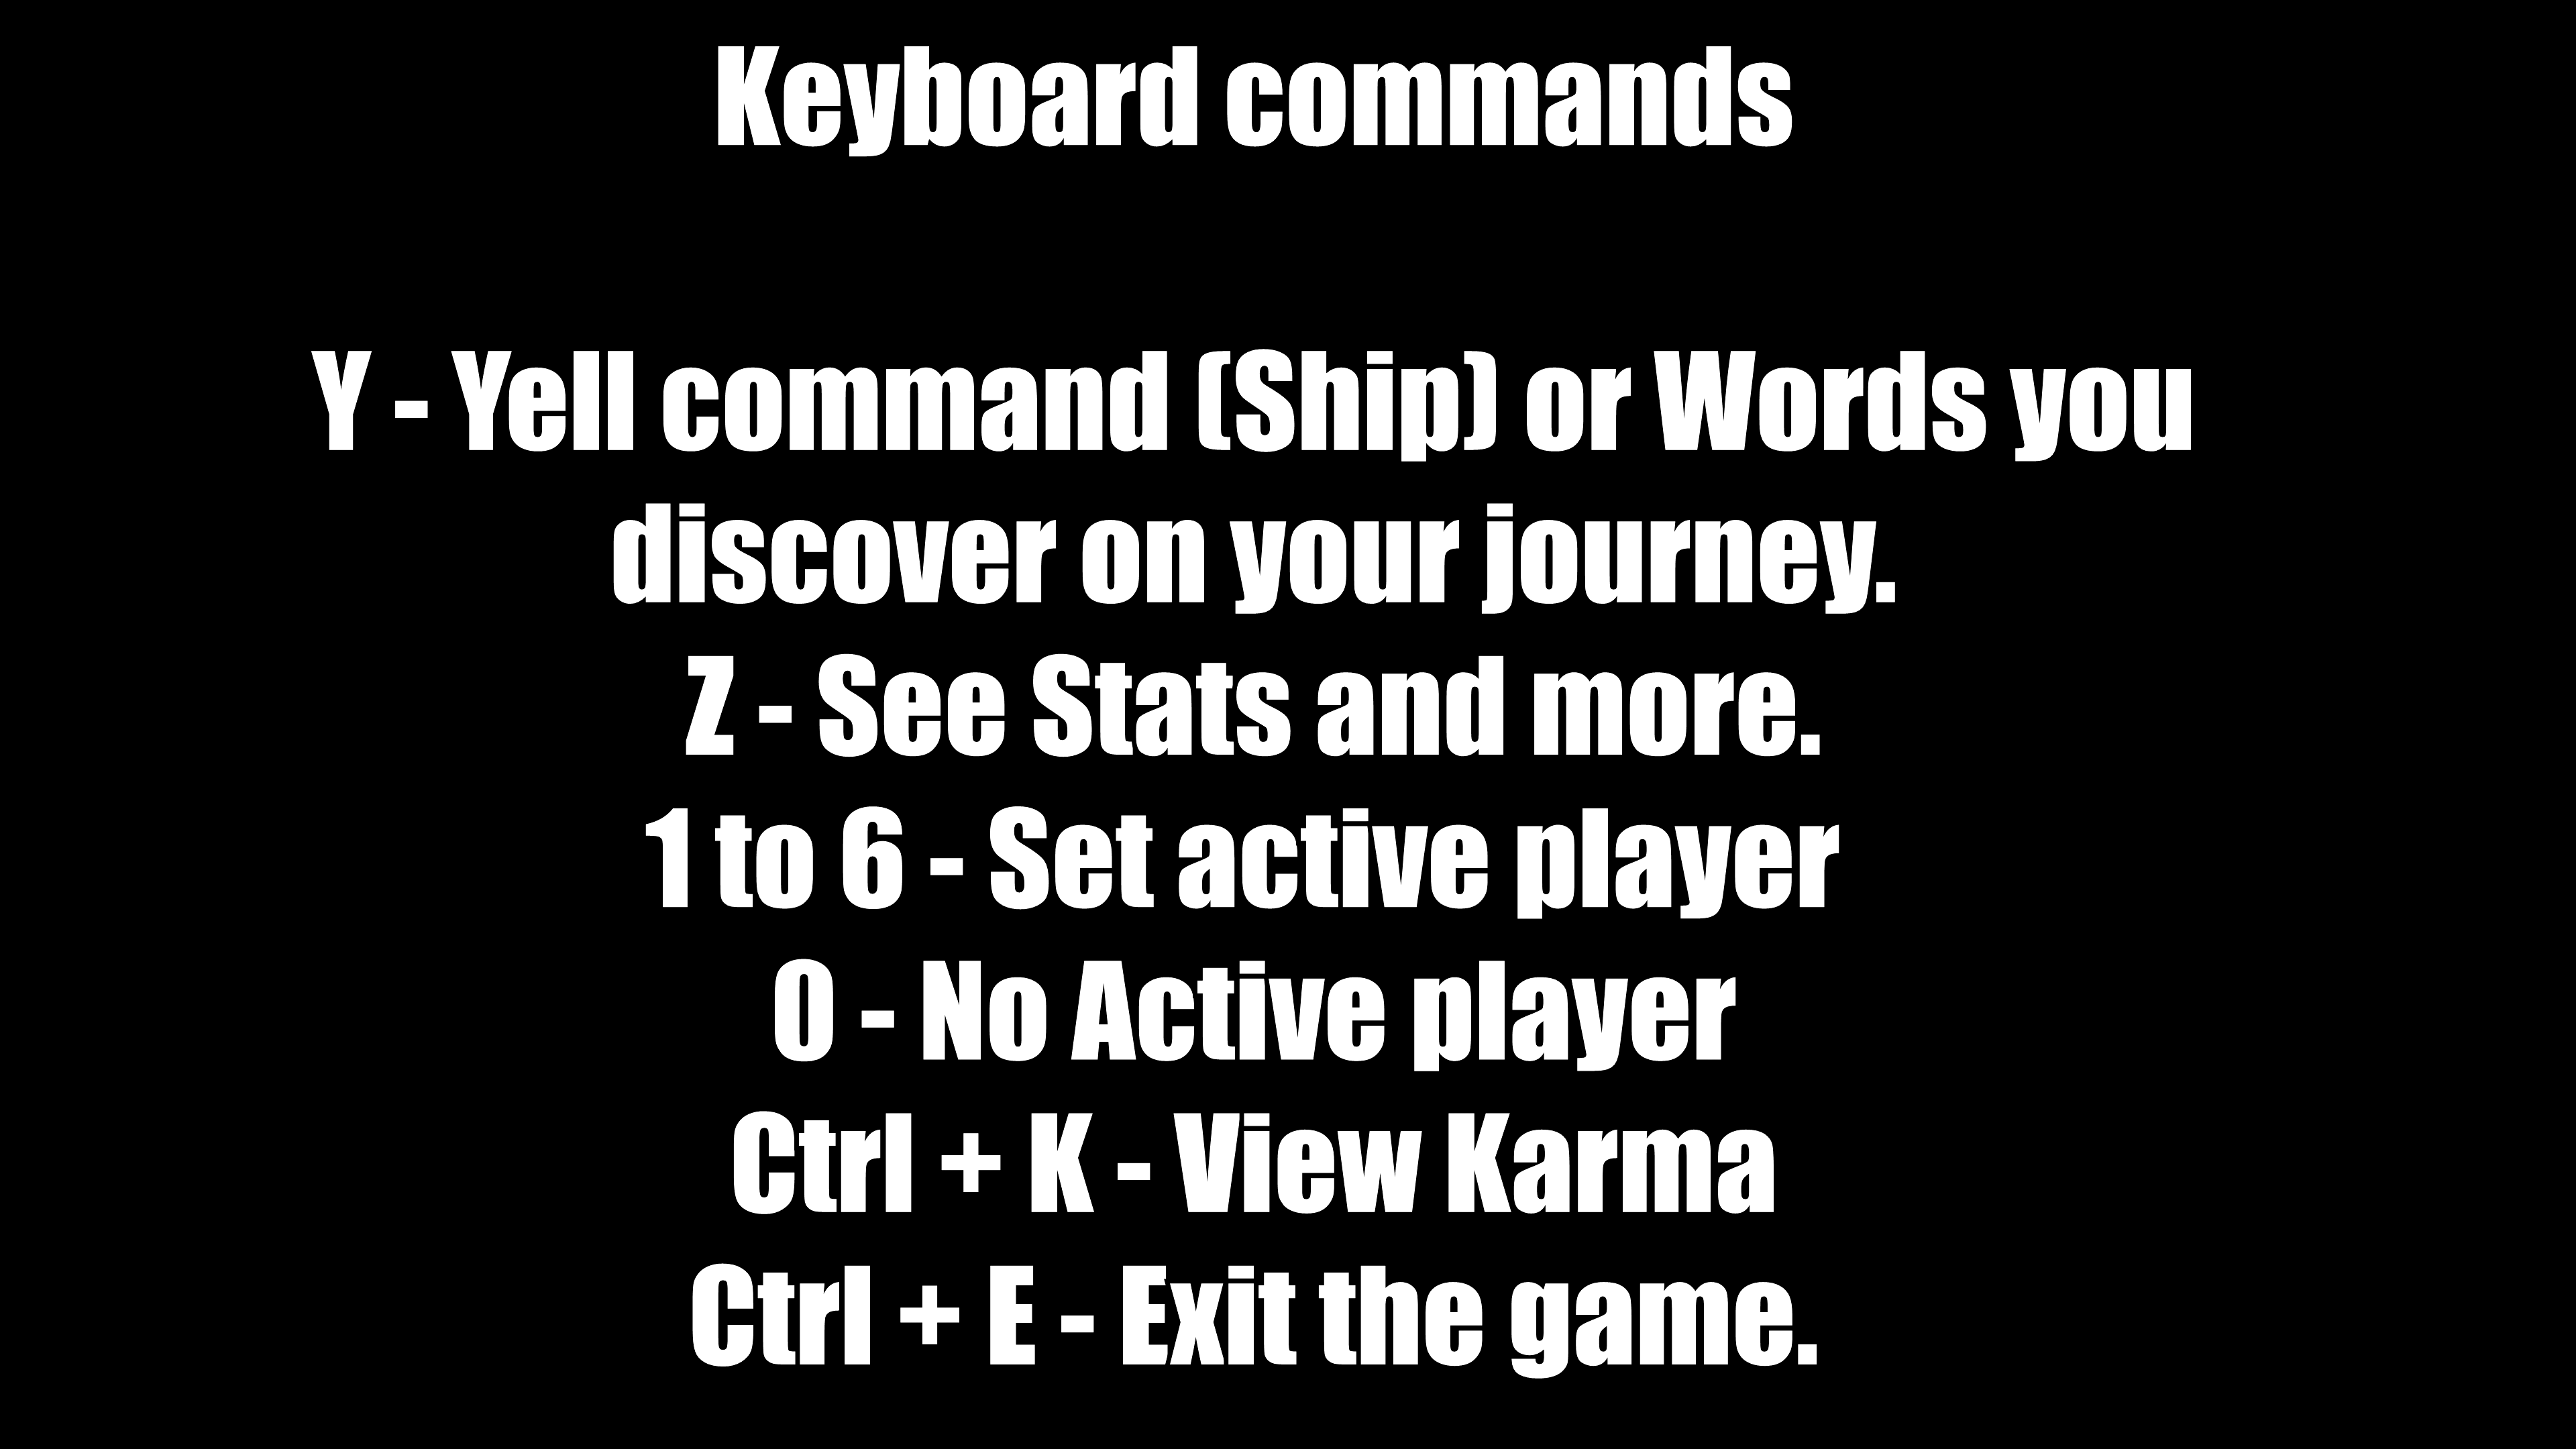 Keyboard commands
Y - Yell command (Ship) or Words you
discover on your journey.
Z - See Stats and more.
1 to 6 - Set active player
0 - No Active player
Ctrl + K - View Karma
Ctrl + E - Exit the game.